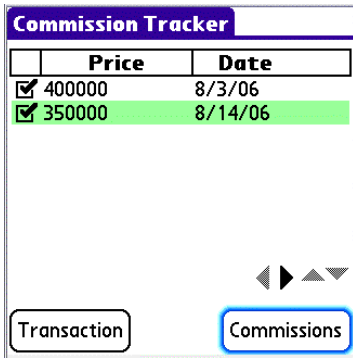 Commission Tracker
Price Date
400000 8/3/06
350000 8/14/06
Transaction Commissions